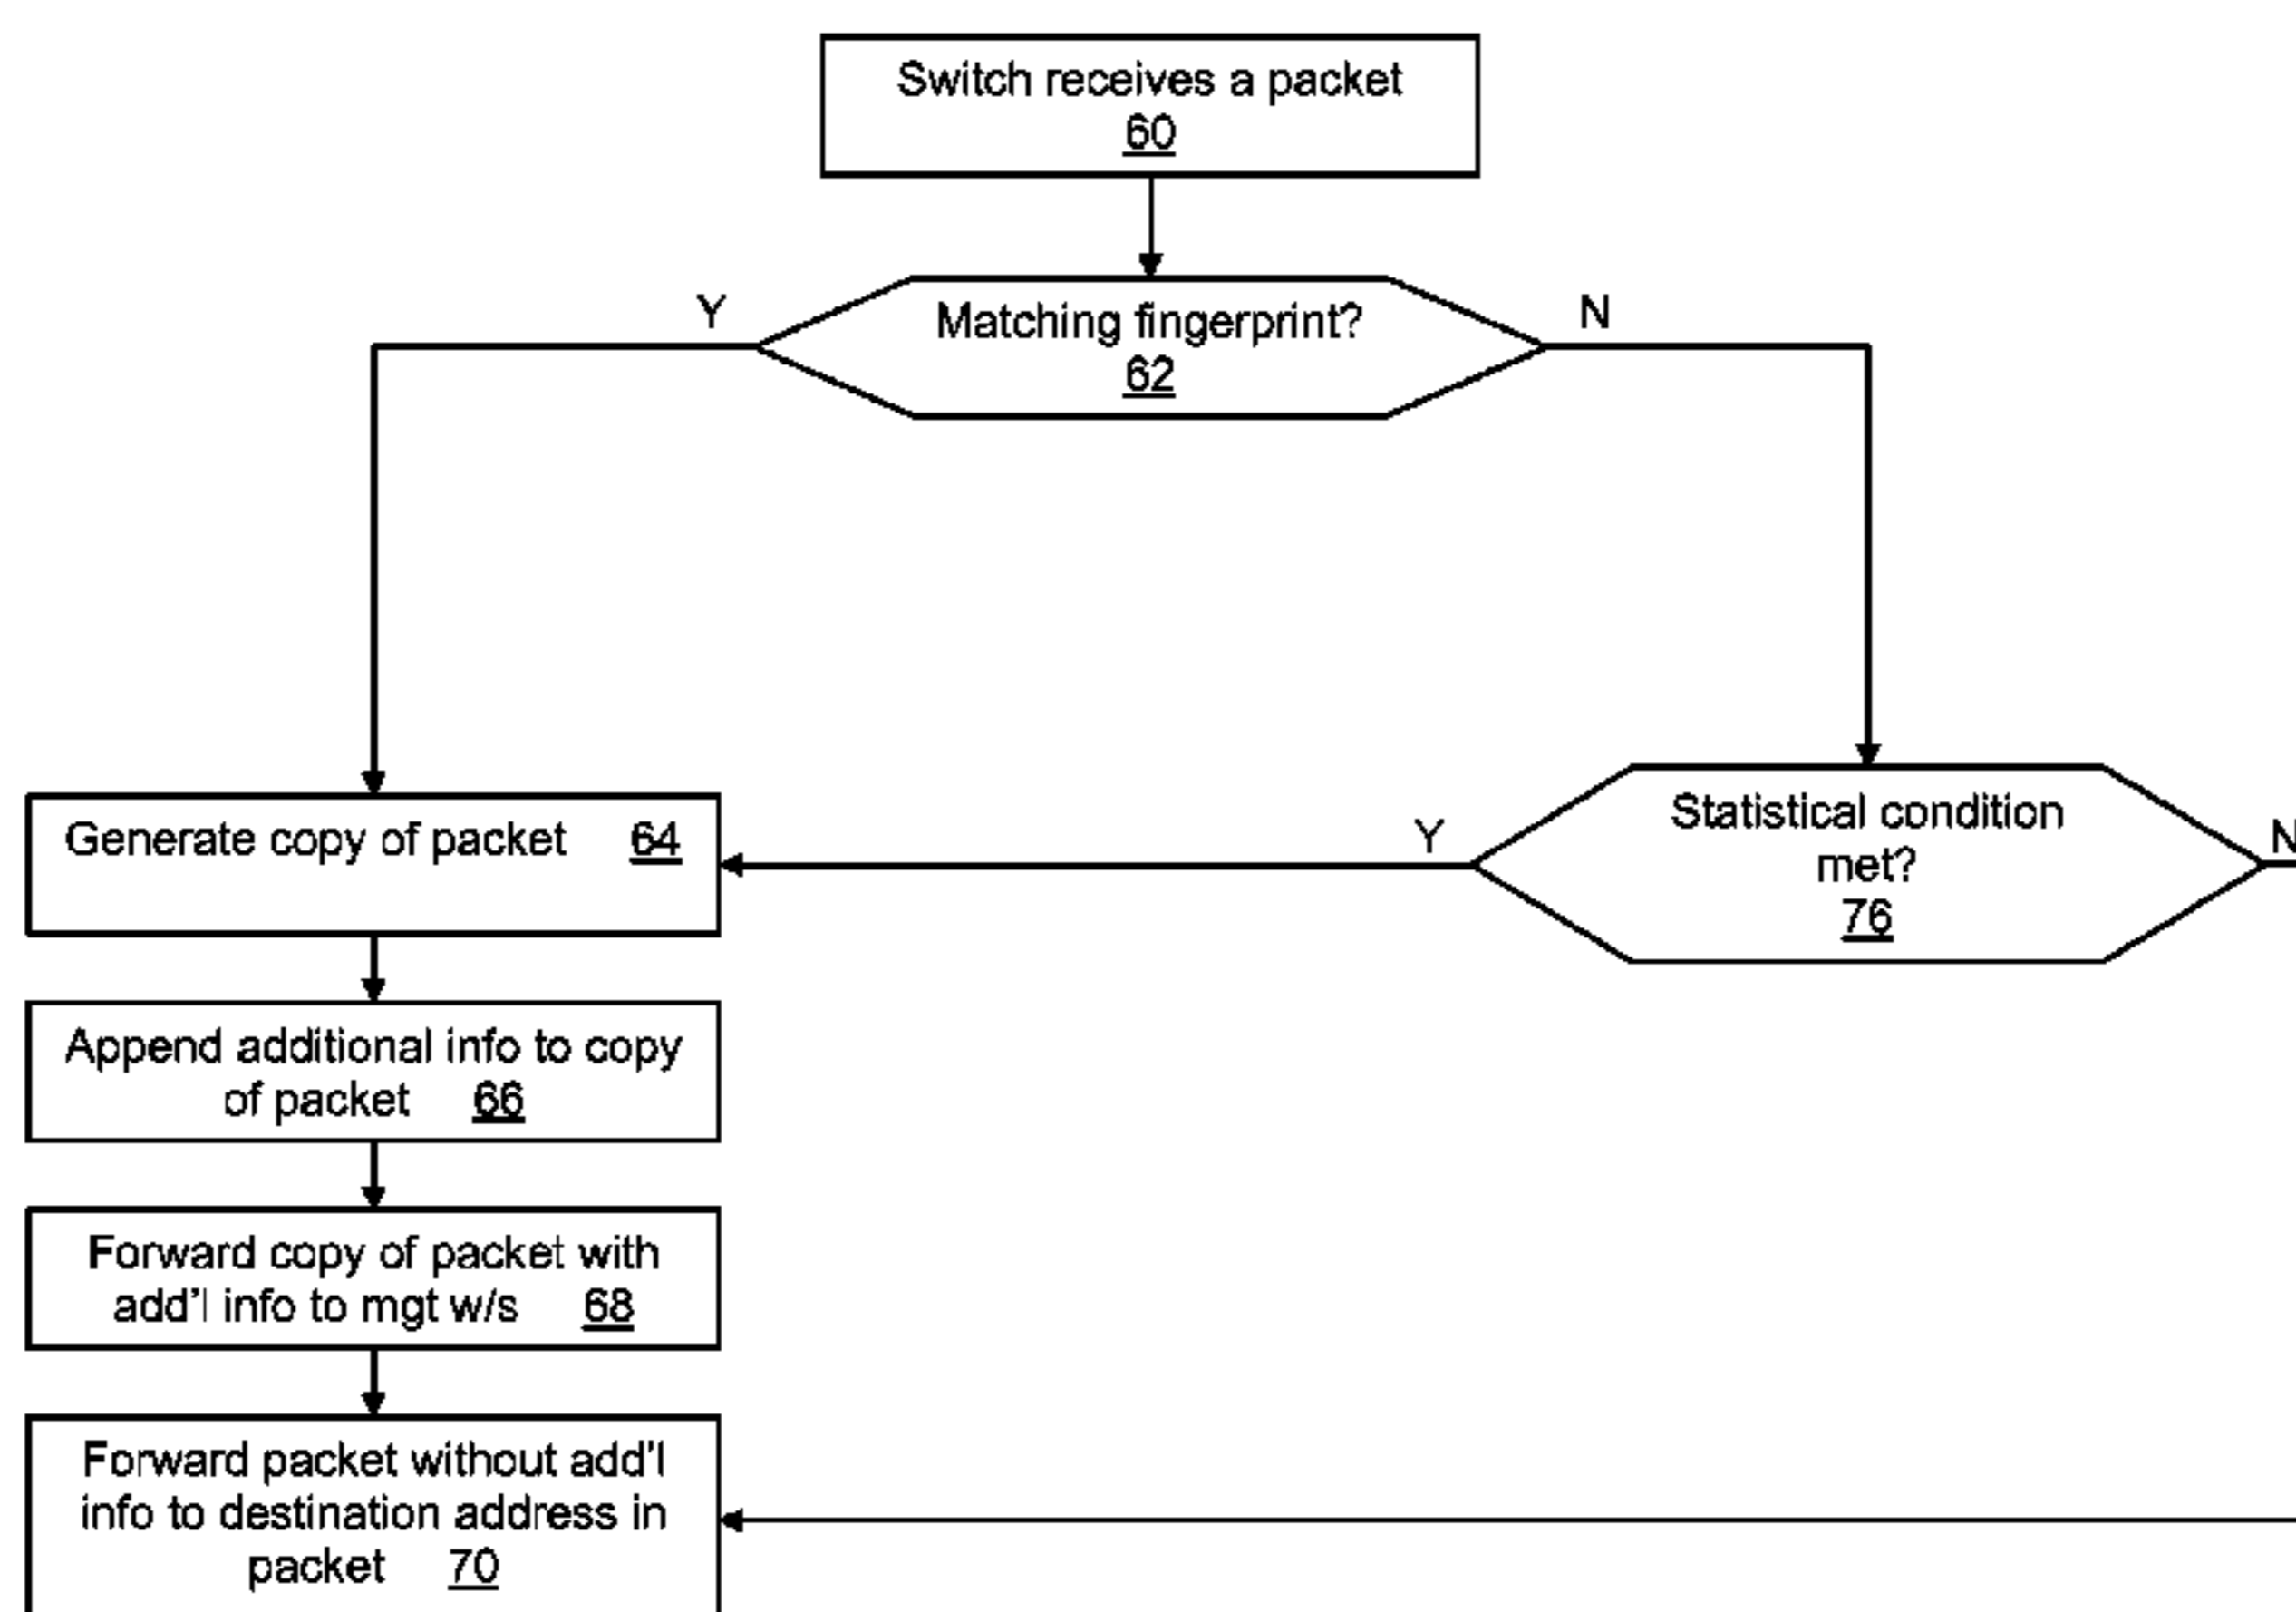 Switch receives a packet
60
Y
Matching fingerprint?
62
N
Generate copy of packet 64
Y
Statistical condition
met?
76
N
Append additional info to copy
of packet 66
Forward copy of packet with
add'l info to mgt w/s 68
Forward packet without add'l
info to destination address in
packet 70